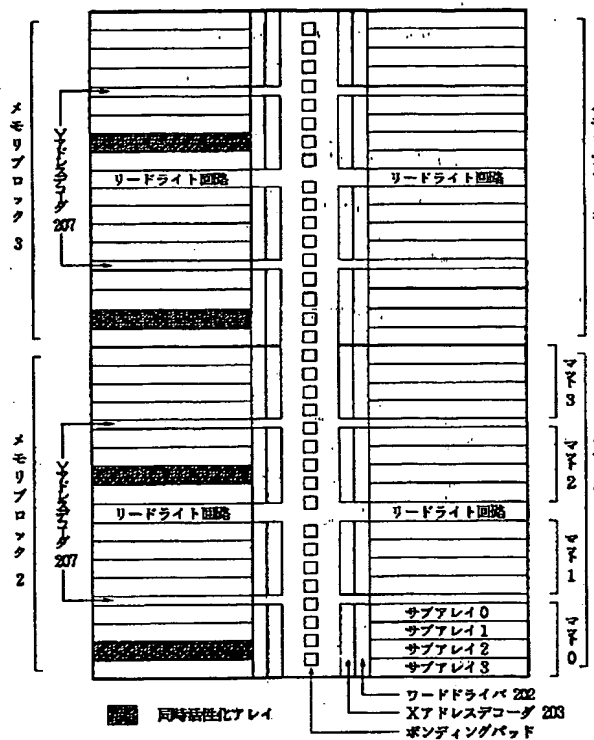 メモリブロック 3
Yアドレスデコーダ 207
リードライト回路
リードライト回路
メモリブロック 2
Yアドレスデコーダ 207
リードライト回路
リードライト回路
マト3
マト2
マト1
マト0
サブアレイ0
サブアレイ1
サブアレイ2
サブアレイ3
ワードドライバ 202
Xアドレスデコーダ 203
ボンディングパッド
同時活性化アレイ